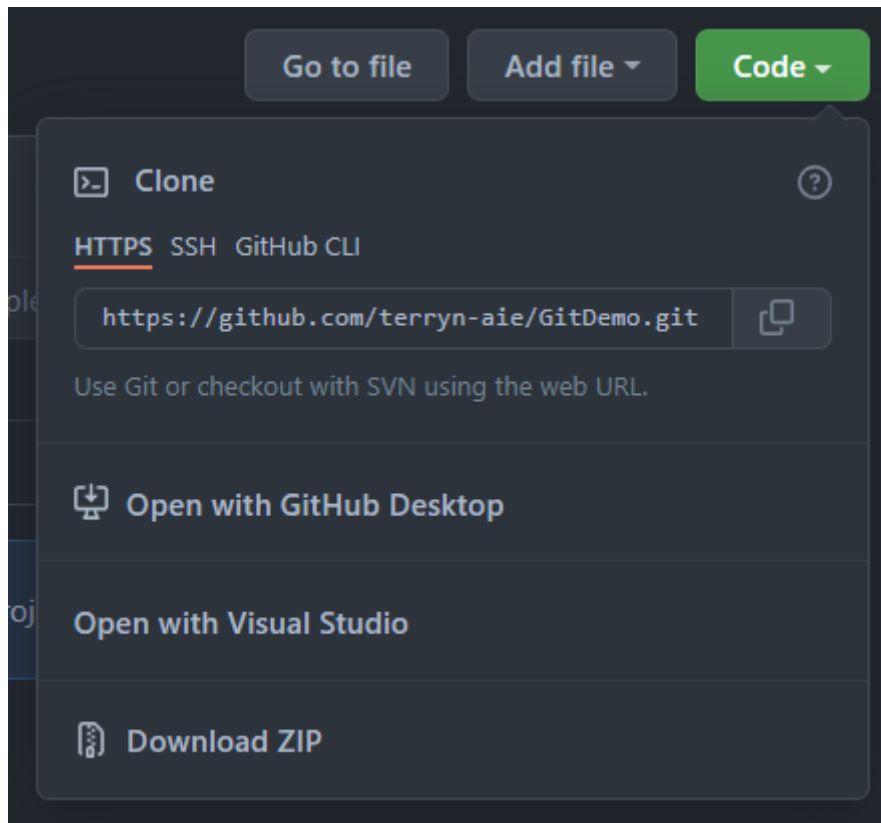 Go to file Add file Code
Clone
HTTPS SSH GitHub CLI
https://github.com/terryn-aie/GitDemo.git
Use Git or checkout with SVN using the web URL.
Open with GitHub Desktop
Open with Visual Studio
Download ZIP